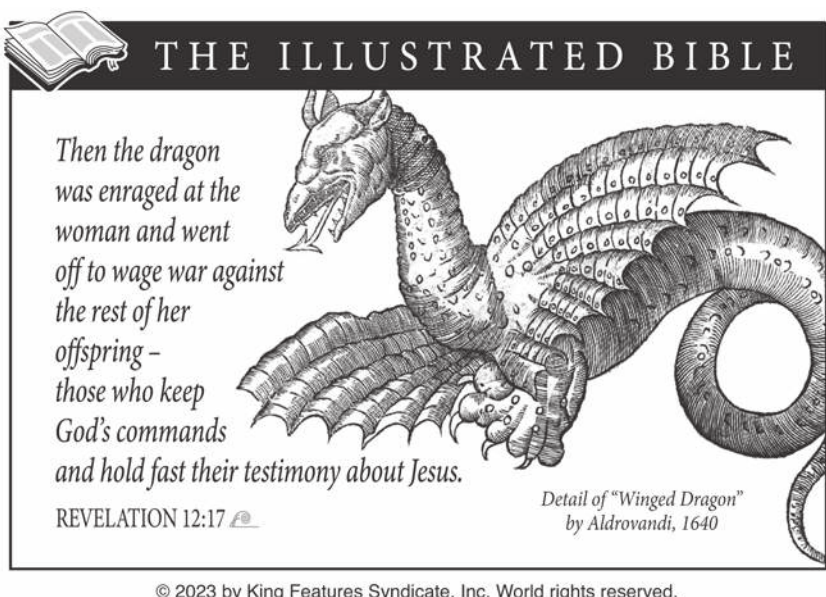 THE ILLUSTRATED BIBLE
Then the dragon
was enraged at the
woman and went
off to wage war against
the rest of her
offspring –
those who keep
God's commands
and hold fast their testimony about Jesus.
REVELATION 12:17
Detail of “Winged Dragon”
by Aldrovandi, 1640
© 2023 by King Features Syndicate, Inc. World rights reserved.